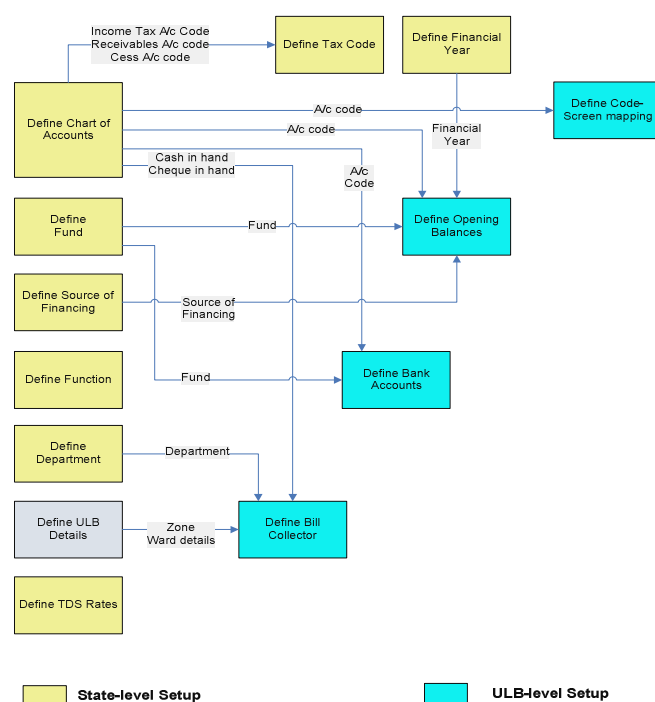 Income Tax A/c Code
Receivables A/c code
Cess A/c code
Define Tax Code
Define Financial
Year
Define Chart of
Accounts
A/c code
Define Code-
Screen mapping
A/c code
Financial
Year
Cash in hand
Cheque in hand
A/c
Code
Define
Fund
Fund
Define Opening
Balances
Define Source of
Financing
Source of
Financing
Define Function
Fund
Define Bank
Accounts
Define
Department
Department
Define ULB
Details
Zone
Ward details
Define Bill
Collector
Define TDS Rates
State-level Setup
ULB-level Setup